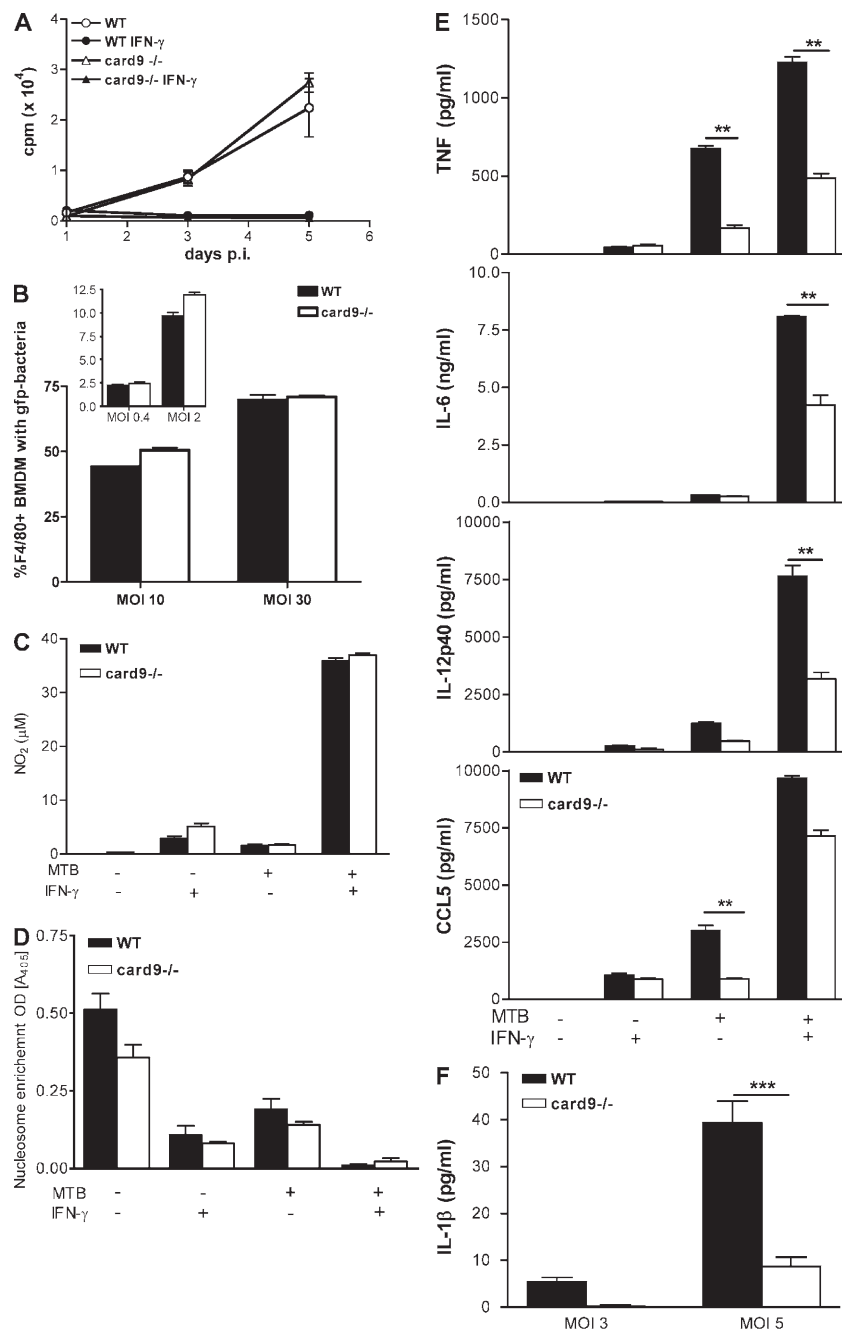 A
WT
WT IFN-γ
card9 -/-
card9-/- IFN-γ
cpm (x 10⁴)
4
3
2
1
0
1 2 3 4 5 6
days p.i.
B
WT
card9-/-
%F4/80+ BMDM with gfp-bacteria
12.5
10.0
7.5
5.0
2.5
0.0
MOI 0.4 MOI 2
75
50
25
0
MOI 10 MOI 30
C
WT
card9-/-
NO₂ (µM)
40
30
20
10
0
MTB - - + +
IFN-γ - + - +
D
WT
card9-/-
Nucleosome enrichemnt OD [A₄₀₅]
0.75
0.50
0.25
0.00
MTB - - + +
IFN-γ - + - +
E
TNF (pg/ml)
1500
1000
500
0
**
**
IL-6 (ng/ml)
10.0
7.5
5.0
2.5
0.0
**
IL-12p40 (pg/ml)
10000
7500
5000
2500
0
**
WT
card9-/-
CCL5 (pg/ml)
10000
7500
5000
2500
0
**
MTB - - + +
IFN-γ - + - +
F
WT
card9-/-
IL-1β (pg/ml)
50
40
30
20
10
0
***
MOI 3 MOI 5